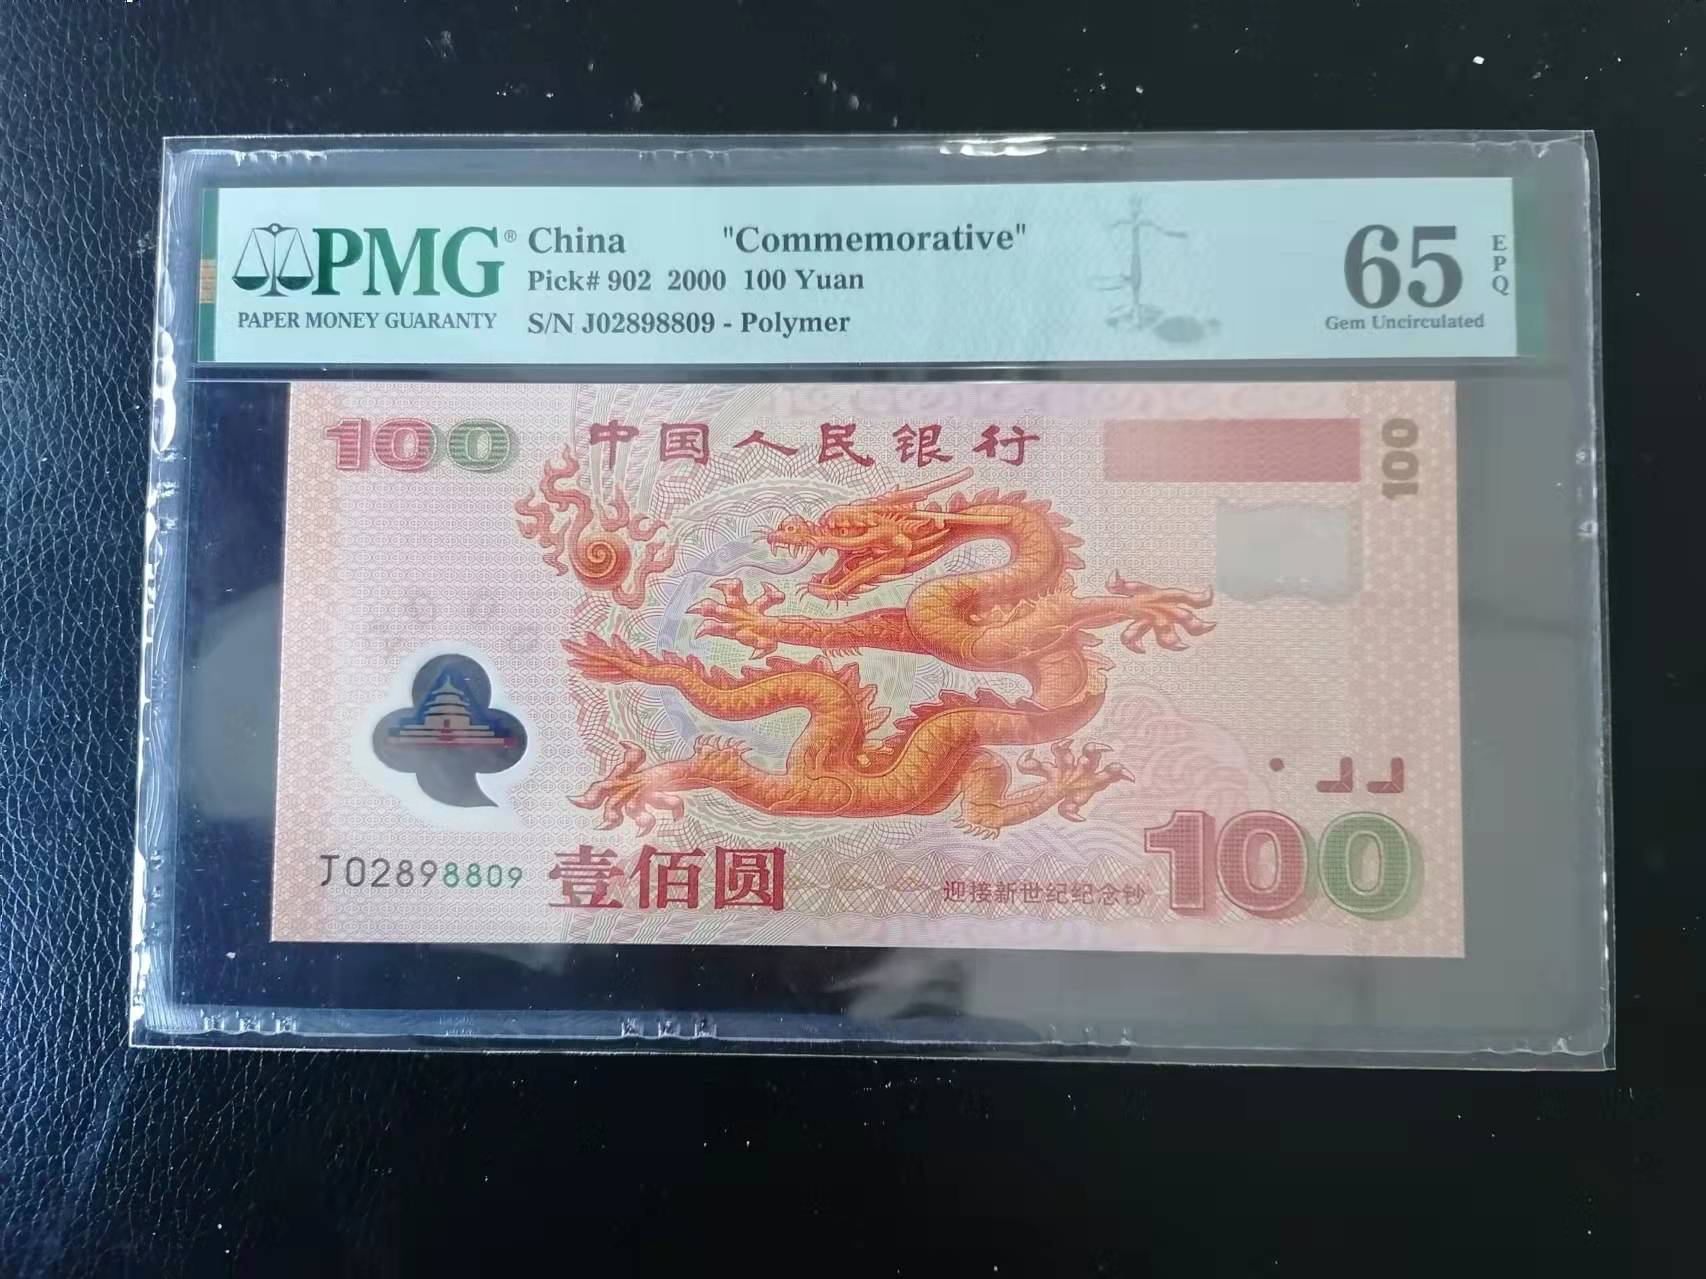 PMG® China "Commemorative"
Pick# 902 2000 100 Yuan
PAPER MONEY GUARANTY
S/N J02898809 - Polymer
65 EPQ
Gem Uncirculated
100 中国人民银行 100
J02898809 壹佰圆
迎接新世纪纪念钞 100